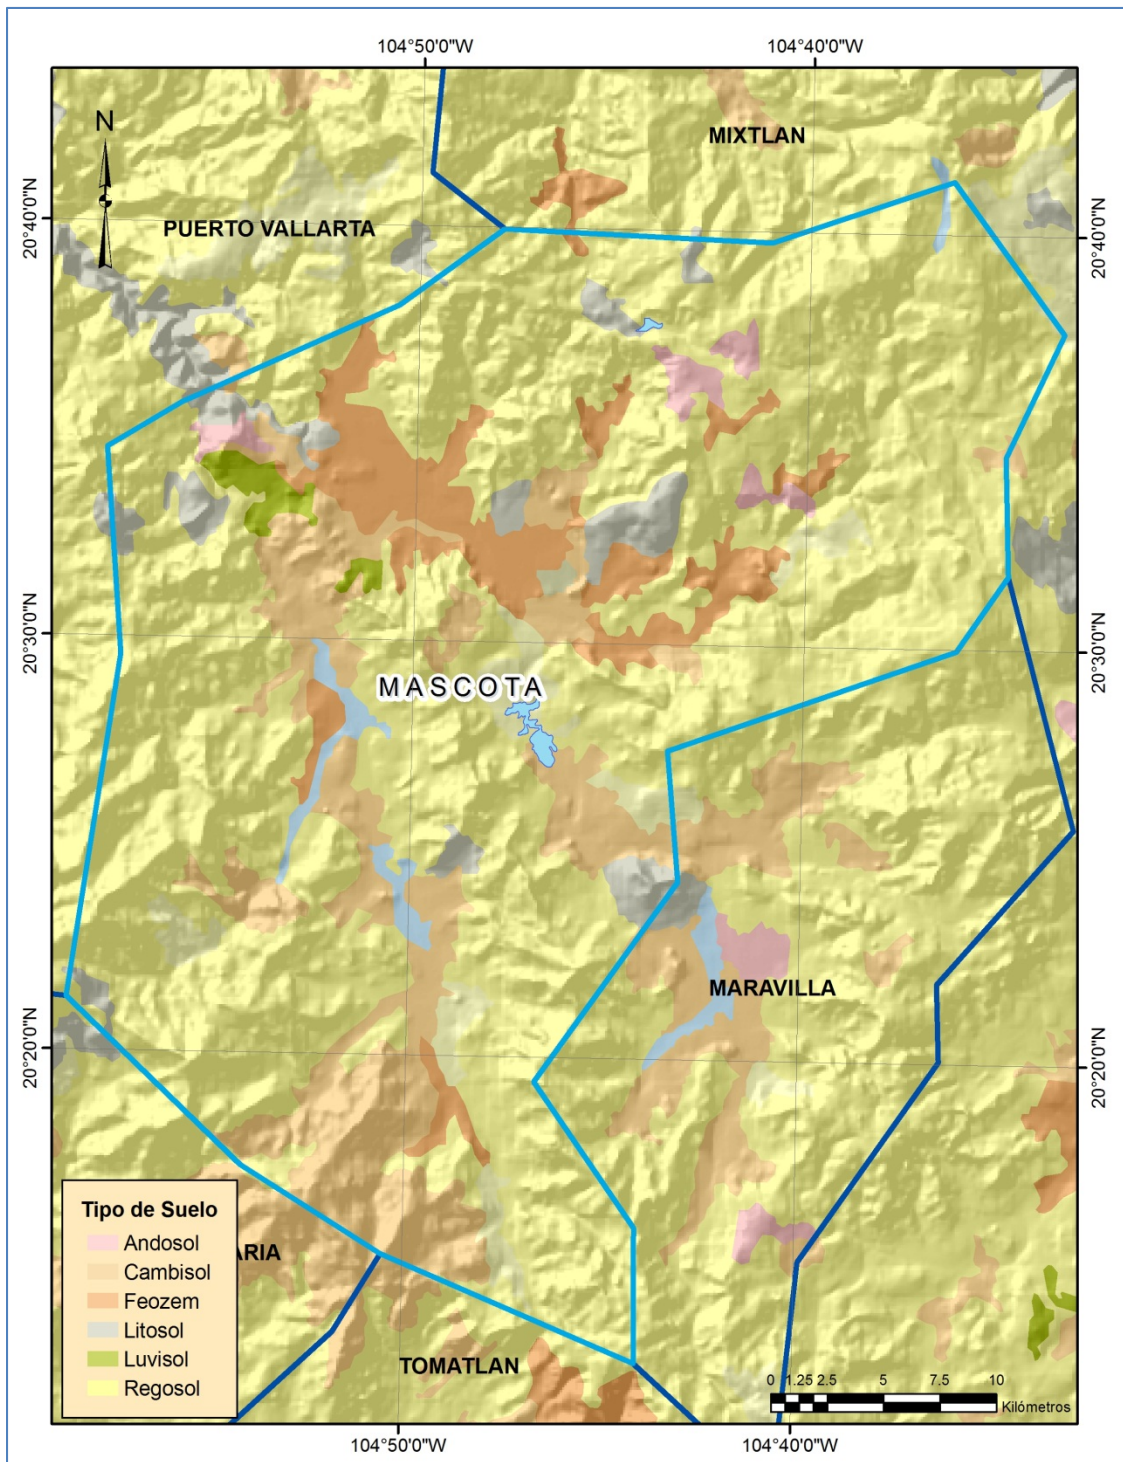 104°50'0"W
104°40'0"W
N
MIXTLAN
PUERTO VALLARTA
20°40'0"N
20°40'0"N
20°30'0"N
20°30'0"N
MASCOTA
MARAVILLA
20°20'0"N
20°20'0"N
Tipo de Suelo
Andosol
Cambisol
Feozem
Litosol
Luvisol
Regosol
ARIA
TOMATLAN
0 1.25 2.5 5 7.5 10
Kilómetros
104°50'0"W
104°40'0"W